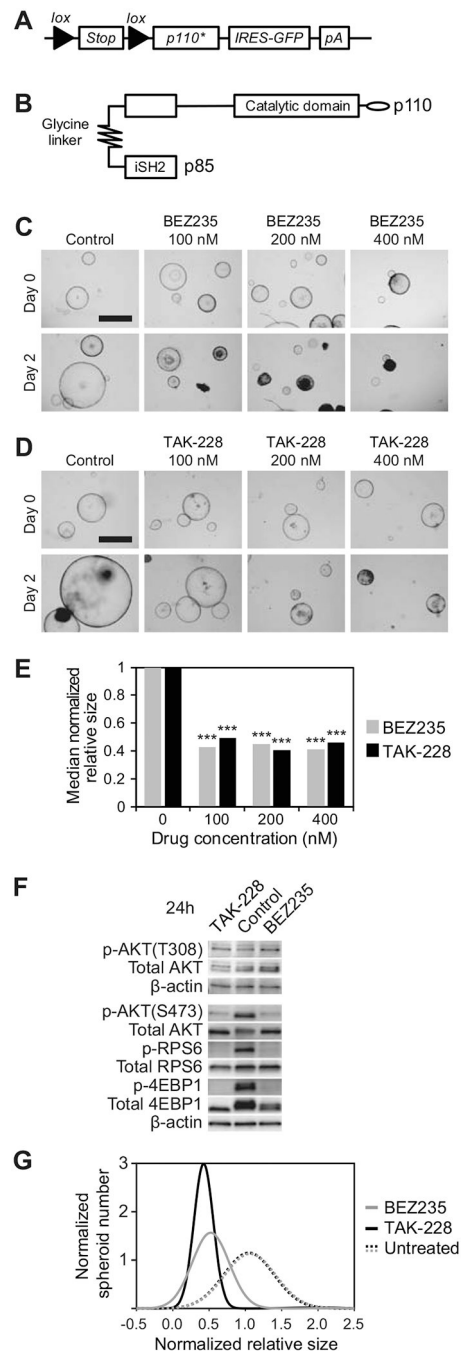 A
lox
lox
Stop
p110*
IRES-GFP
pA
B
Catalytic domain
p110
Glycine
linker
iSH2
p85
C
Control
BEZ235
100 nM
BEZ235
200 nM
BEZ235
400 nM
Day 0
Day 2
D
Control
TAK-228
100 nM
TAK-228
200 nM
TAK-228
400 nM
Day 0
Day 2
E
Median normalized
relative size
1
0.8
0.6
0.4
0.2
0
***
***
***
***
***
***
0
100
200
400
Drug concentration (nM)
BEZ235
TAK-228
F
24h
TAK-228
Control
BEZ235
p-AKT(T308)
Total AKT
β-actin
p-AKT(S473)
Total AKT
p-RPS6
Total RPS6
p-4EBP1
Total 4EBP1
β-actin
G
Normalized
spheroid number
3
2
1
-0.5
0.0
0.5
1.0
1.5
2.0
2.5
Normalized relative size
BEZ235
TAK-228
Untreated